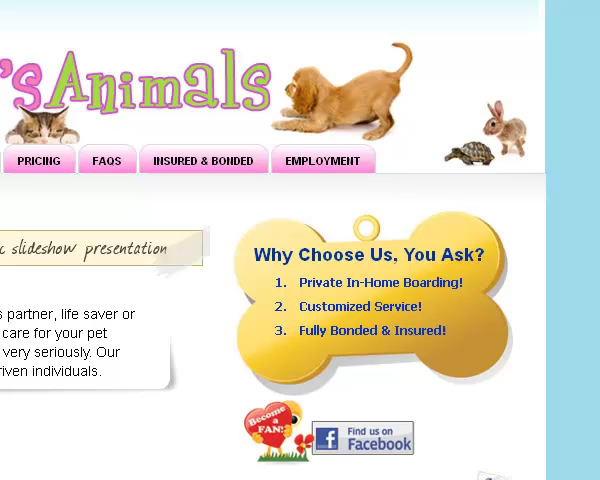 'sAnimals
PRICING
FAQS
INSURED & BONDED
EMPLOYMENT
c slideshow presentation
Why Choose Us, You Ask?
1. Private In-Home Boarding!
2. Customized Service!
3. Fully Bonded & Insured!
s partner, life saver or
care for your pet
very seriously. Our
riven individuals.
Become
a
FAN!
Find us on
Facebook